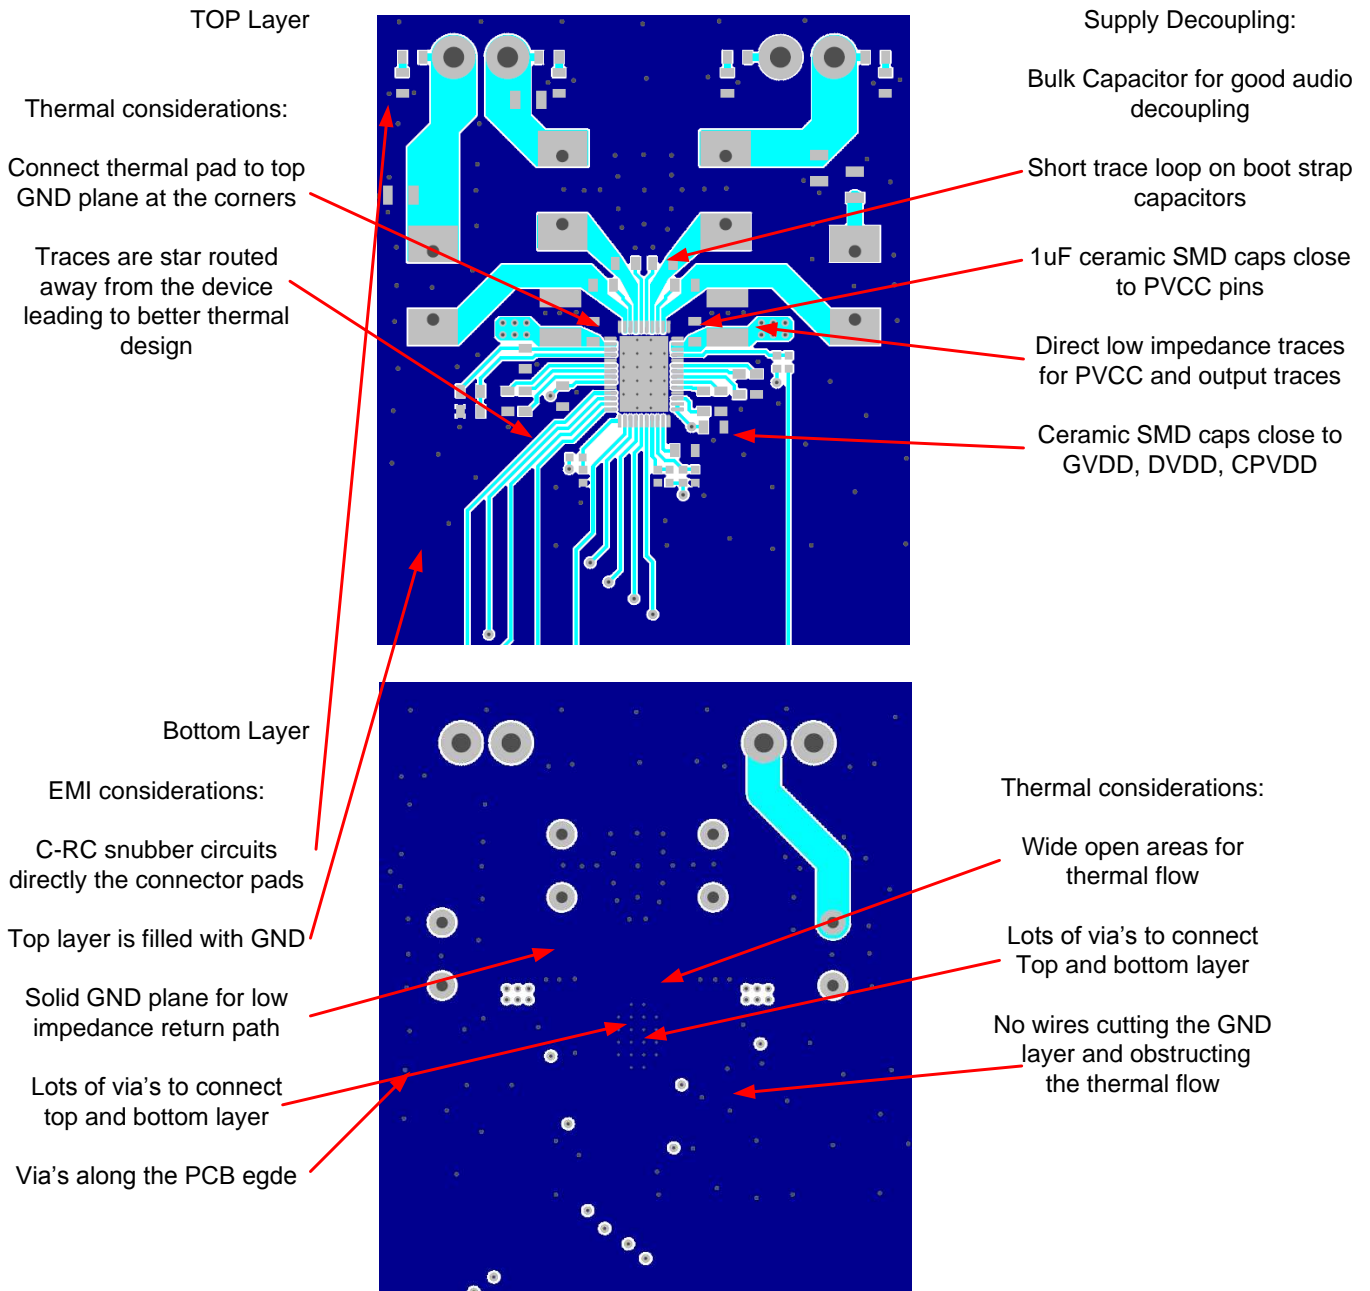 TOP Layer
Thermal considerations:
Connect thermal pad to top
GND plane at the corners
Traces are star routed
away from the device
leading to better thermal
design
Supply Decoupling:
Bulk Capacitor for good audio
decoupling
Short trace loop on boot strap
capacitors
1uF ceramic SMD caps close
to PVCC pins
Direct low impedance traces
for PVCC and output traces
Ceramic SMD caps close to
GVDD, DVDD, CPVDD
Bottom Layer
EMI considerations:
C-RC snubber circuits
directly the connector pads
Top layer is filled with GND
Solid GND plane for low
impedance return path
Lots of via's to connect
top and bottom layer
Via's along the PCB egde
Thermal considerations:
Wide open areas for
thermal flow
Lots of via's to connect
Top and bottom layer
No wires cutting the GND
layer and obstructing
the thermal flow